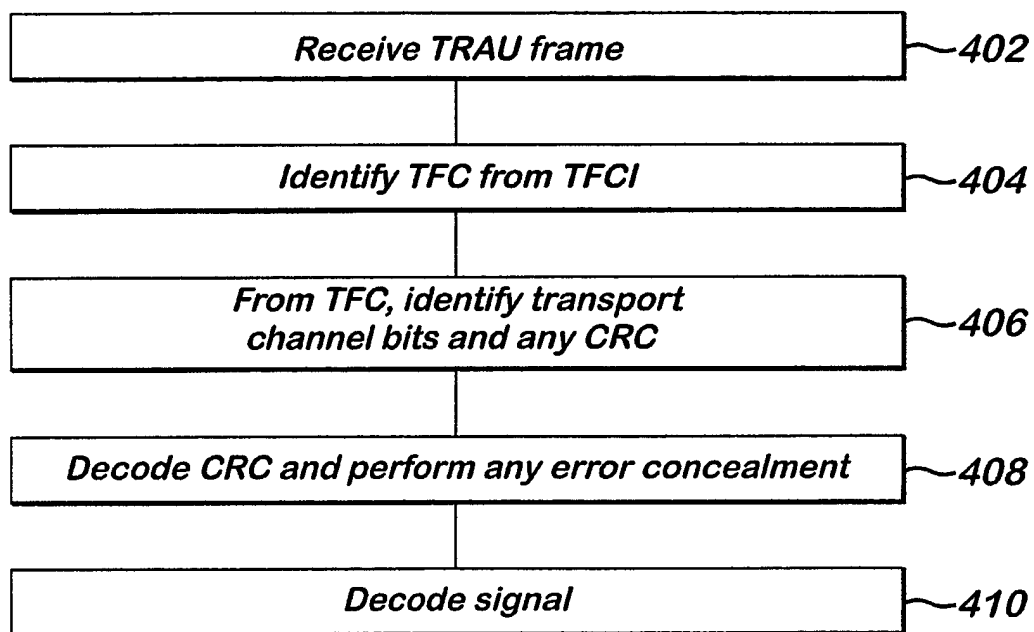 Receive TRAU frame 402
Identify TFC from TFCI 404
From TFC, identify transport
channel bits and any CRC 406
Decode CRC and perform any error concealment 408
Decode signal 410